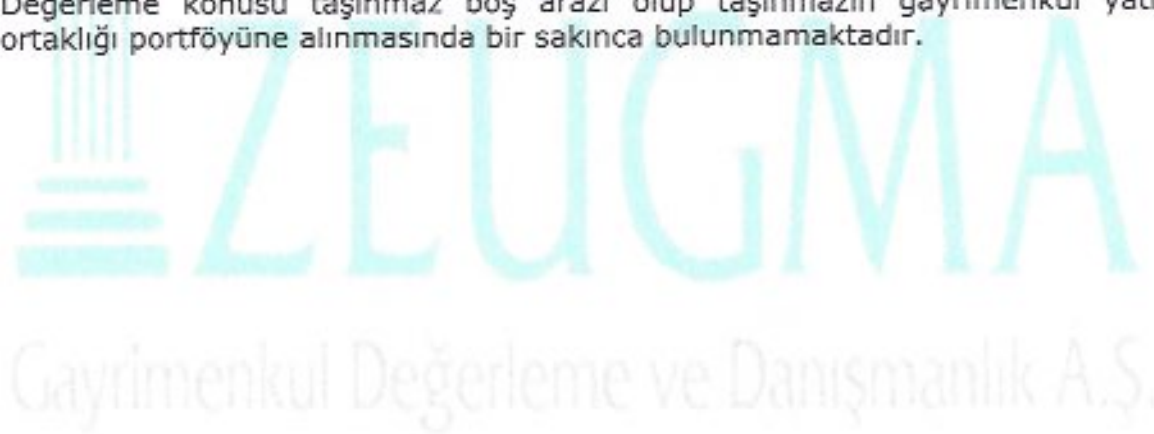 Değerleme konusu taşınmaz boş arazi olup taşınmazın gayrimenkul yatı
ortaklığı portföyüne alınmasında bir sakınca bulunmamaktadır.
ZEUGMA
Gayrimenkul Değerleme ve Danışmanlık A.Ş.